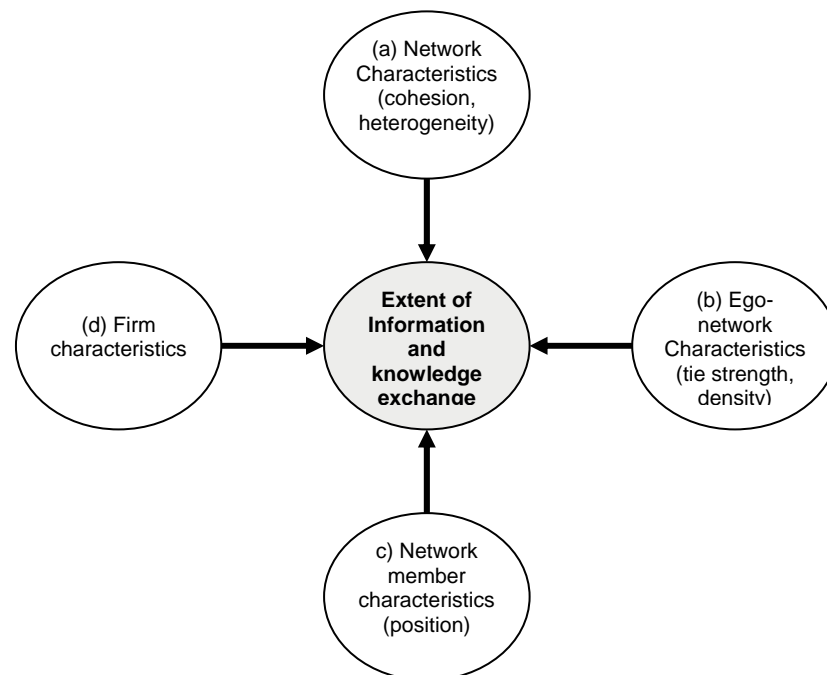 (a) Network
Characteristics
(cohesion,
heterogeneity)
Extent of
Information
and
knowledge
exchange
(d) Firm
characteristics
(b) Ego-
network
Characteristics
(tie strength,
density)
c) Network
member
characteristics
(position)